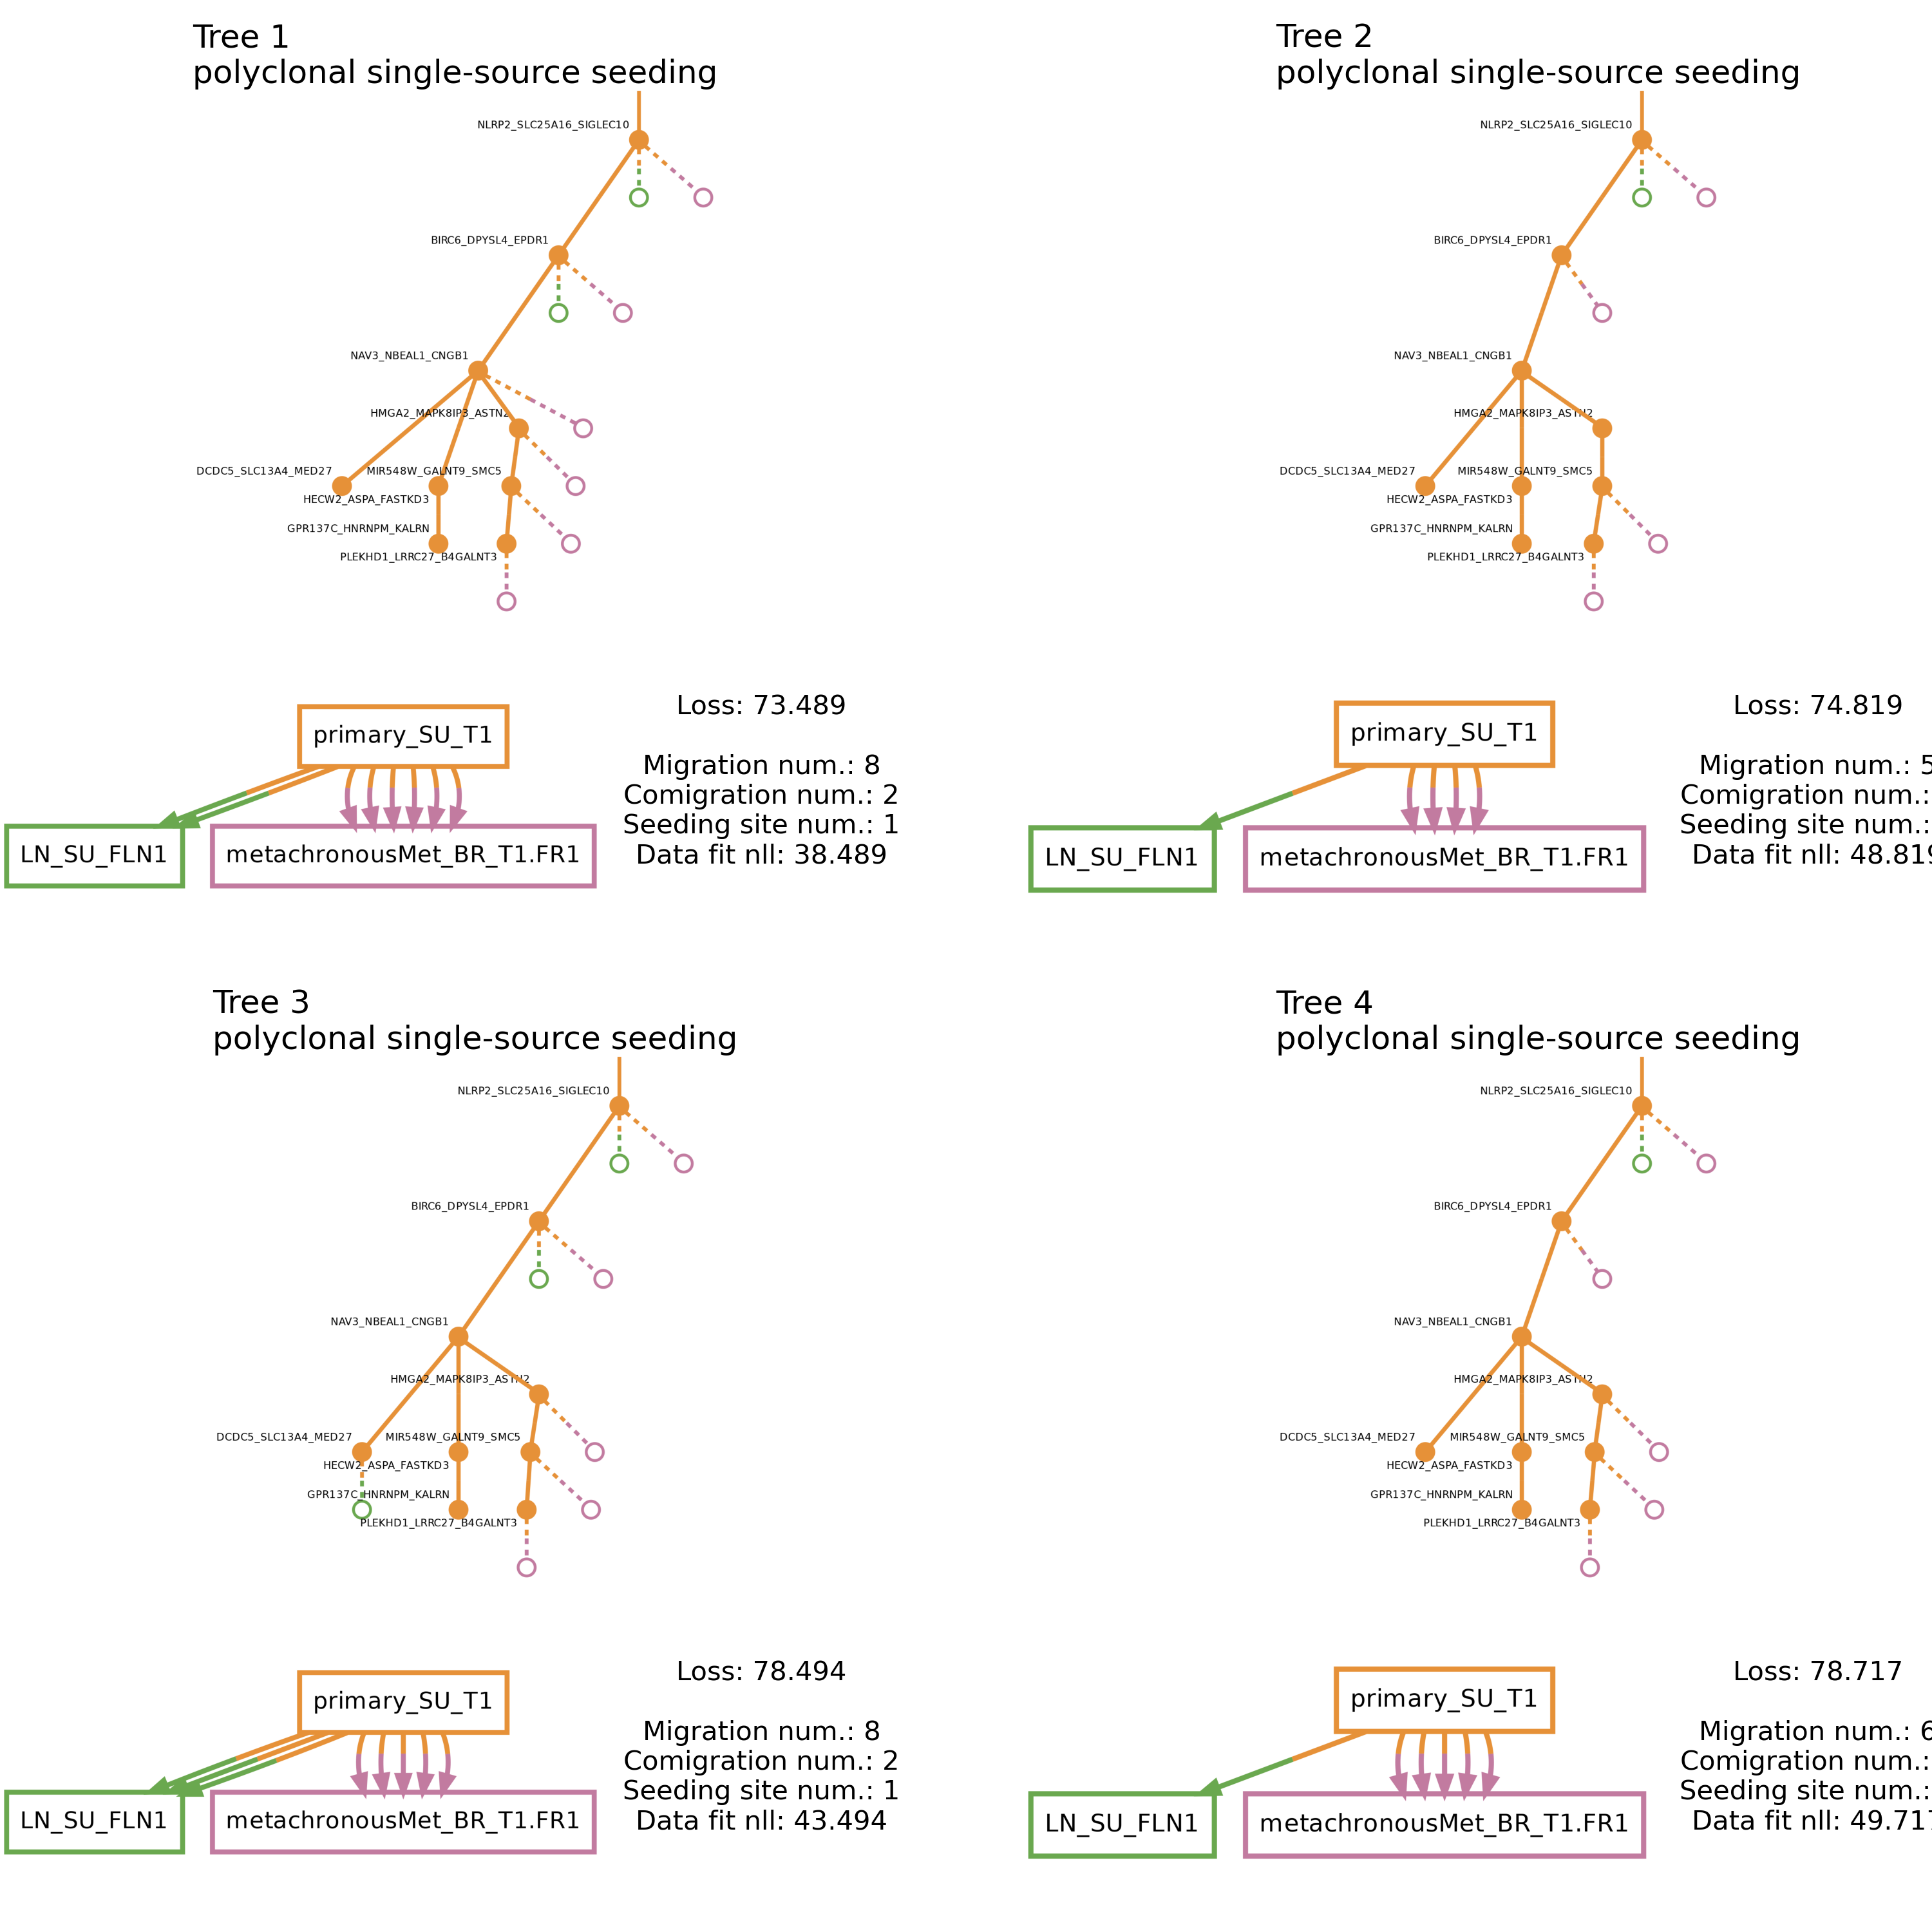 Tree 1
polyclonal single-source seeding
NLRP2_SLC25A16_SIGLEC10
BIRC6_DPYSL4_EPDR1
NAV3_NBEAL1_CNGB1
HMGA2_MAPK8IP3_ASTN2
DCDC5_SLC13A4_MED27
MIR548W_GALNT9_SMC5
HECW2_ASPA_FASTKD3
GPR137C_HNRNPM_KALRN
PLEKHD1_LRRC27_B4GALNT3
primary_SU_T1
LN_SU_FLN1
metachronousMet_BR_T1.FR1
Loss: 73.489
Migration num.: 8
Comigration num.: 2
Seeding site num.: 1
Data fit nll: 38.489
Tree 2
polyclonal single-source seeding
NLRP2_SLC25A16_SIGLEC10
BIRC6_DPYSL4_EPDR1
NAV3_NBEAL1_CNGB1
HMGA2_MAPK8IP3_ASTN2
DCDC5_SLC13A4_MED27
MIR548W_GALNT9_SMC5
HECW2_ASPA_FASTKD3
GPR137C_HNRNPM_KALRN
PLEKHD1_LRRC27_B4GALNT3
primary_SU_T1
LN_SU_FLN1
metachronousMet_BR_T1.FR1
Loss: 74.819
Migration num.: 5
Comigration num.:
Seeding site num.:
Data fit nll: 48.819
Tree 3
polyclonal single-source seeding
NLRP2_SLC25A16_SIGLEC10
BIRC6_DPYSL4_EPDR1
NAV3_NBEAL1_CNGB1
HMGA2_MAPK8IP3_ASTN2
DCDC5_SLC13A4_MED27
MIR548W_GALNT9_SMC5
HECW2_ASPA_FASTKD3
GPR137C_HNRNPM_KALRN
PLEKHD1_LRRC27_B4GALNT3
primary_SU_T1
LN_SU_FLN1
metachronousMet_BR_T1.FR1
Loss: 78.494
Migration num.: 8
Comigration num.: 2
Seeding site num.: 1
Data fit nll: 43.494
Tree 4
polyclonal single-source seeding
NLRP2_SLC25A16_SIGLEC10
BIRC6_DPYSL4_EPDR1
NAV3_NBEAL1_CNGB1
HMGA2_MAPK8IP3_ASTN2
DCDC5_SLC13A4_MED27
MIR548W_GALNT9_SMC5
HECW2_ASPA_FASTKD3
GPR137C_HNRNPM_KALRN
PLEKHD1_LRRC27_B4GALNT3
primary_SU_T1
LN_SU_FLN1
metachronousMet_BR_T1.FR1
Loss: 78.717
Migration num.: 6
Comigration num.:
Seeding site num.:
Data fit nll: 49.717